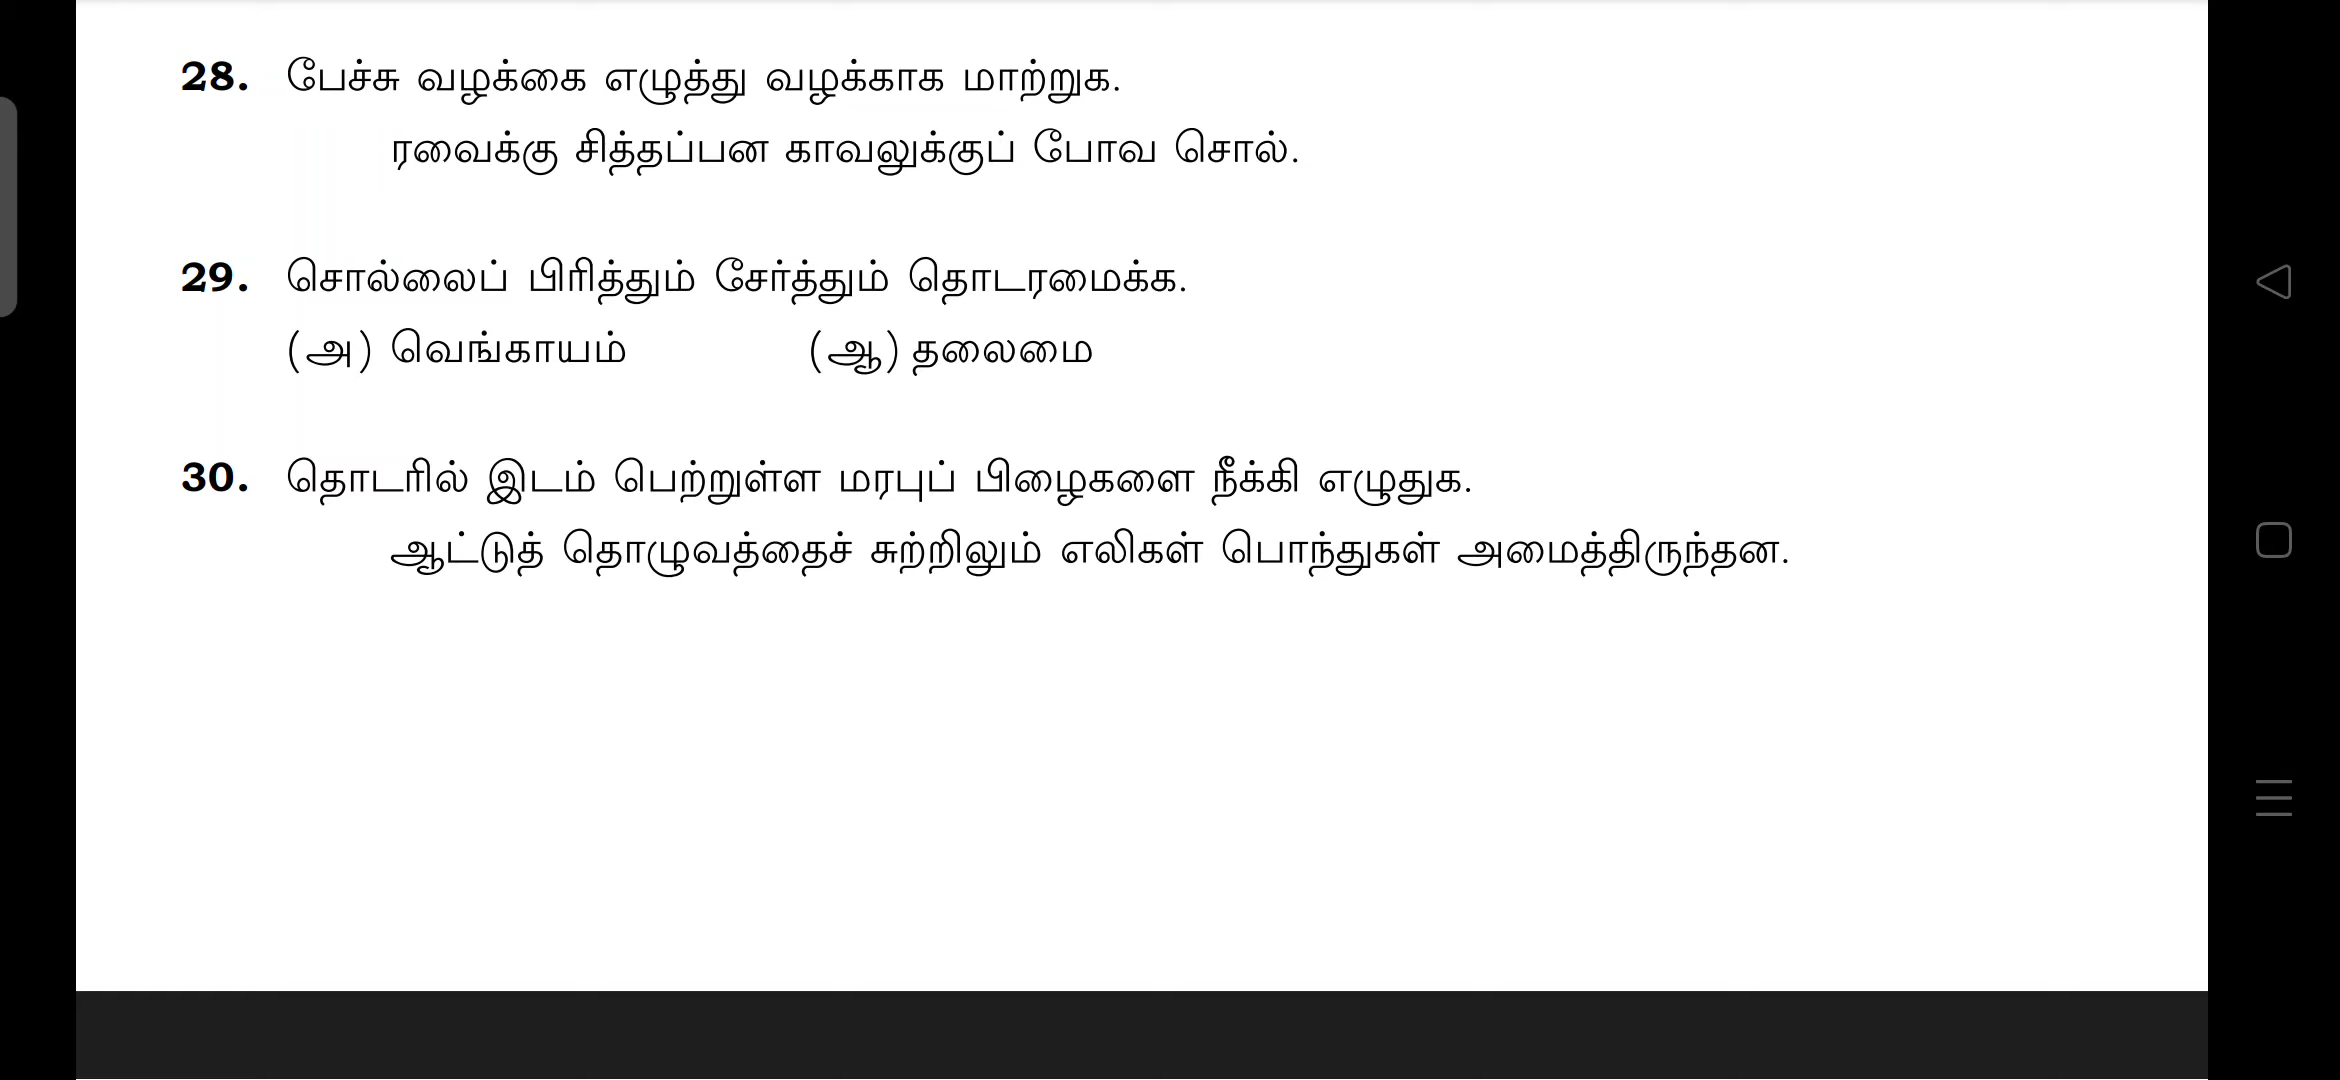 28. பேச்சு வழக்கை எழுத்து வழக்காக மாற்றுக.
ரவைக்கு சித்தப்பன காவலுக்குப் போவ சொல்.
29. சொல்லைப் பிரித்தும் சேர்த்தும் தொடரமைக்க.
(அ) வெங்காயம் (ஆ) தலைமை
30. தொடரில் இடம் பெற்றுள்ள மரபுப் பிழைகளை நீக்கி எழுதுக.
ஆட்டுத் தொழுவத்தைச் சுற்றிலும் எலிகள் பொந்துகள் அமைத்திருந்தன.